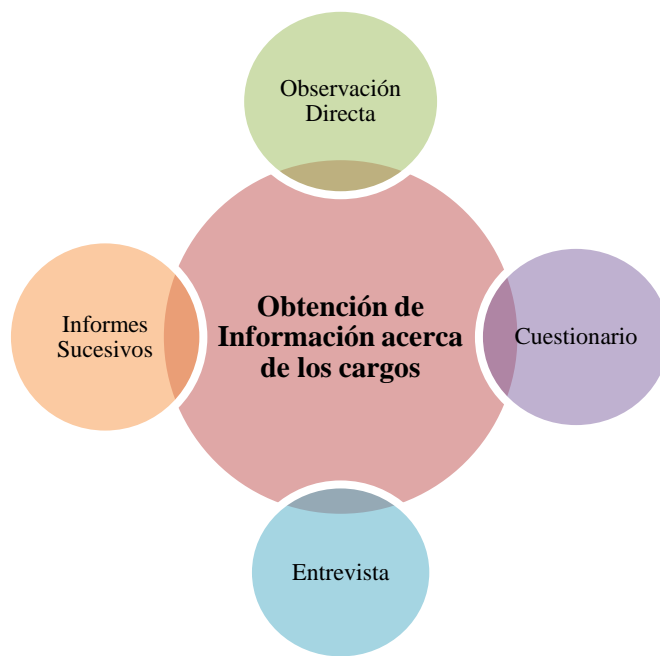 Observación
Directa
Obtención de
Información acerca
de los cargos
Informes
Sucesivos
Cuestionario
Entrevista